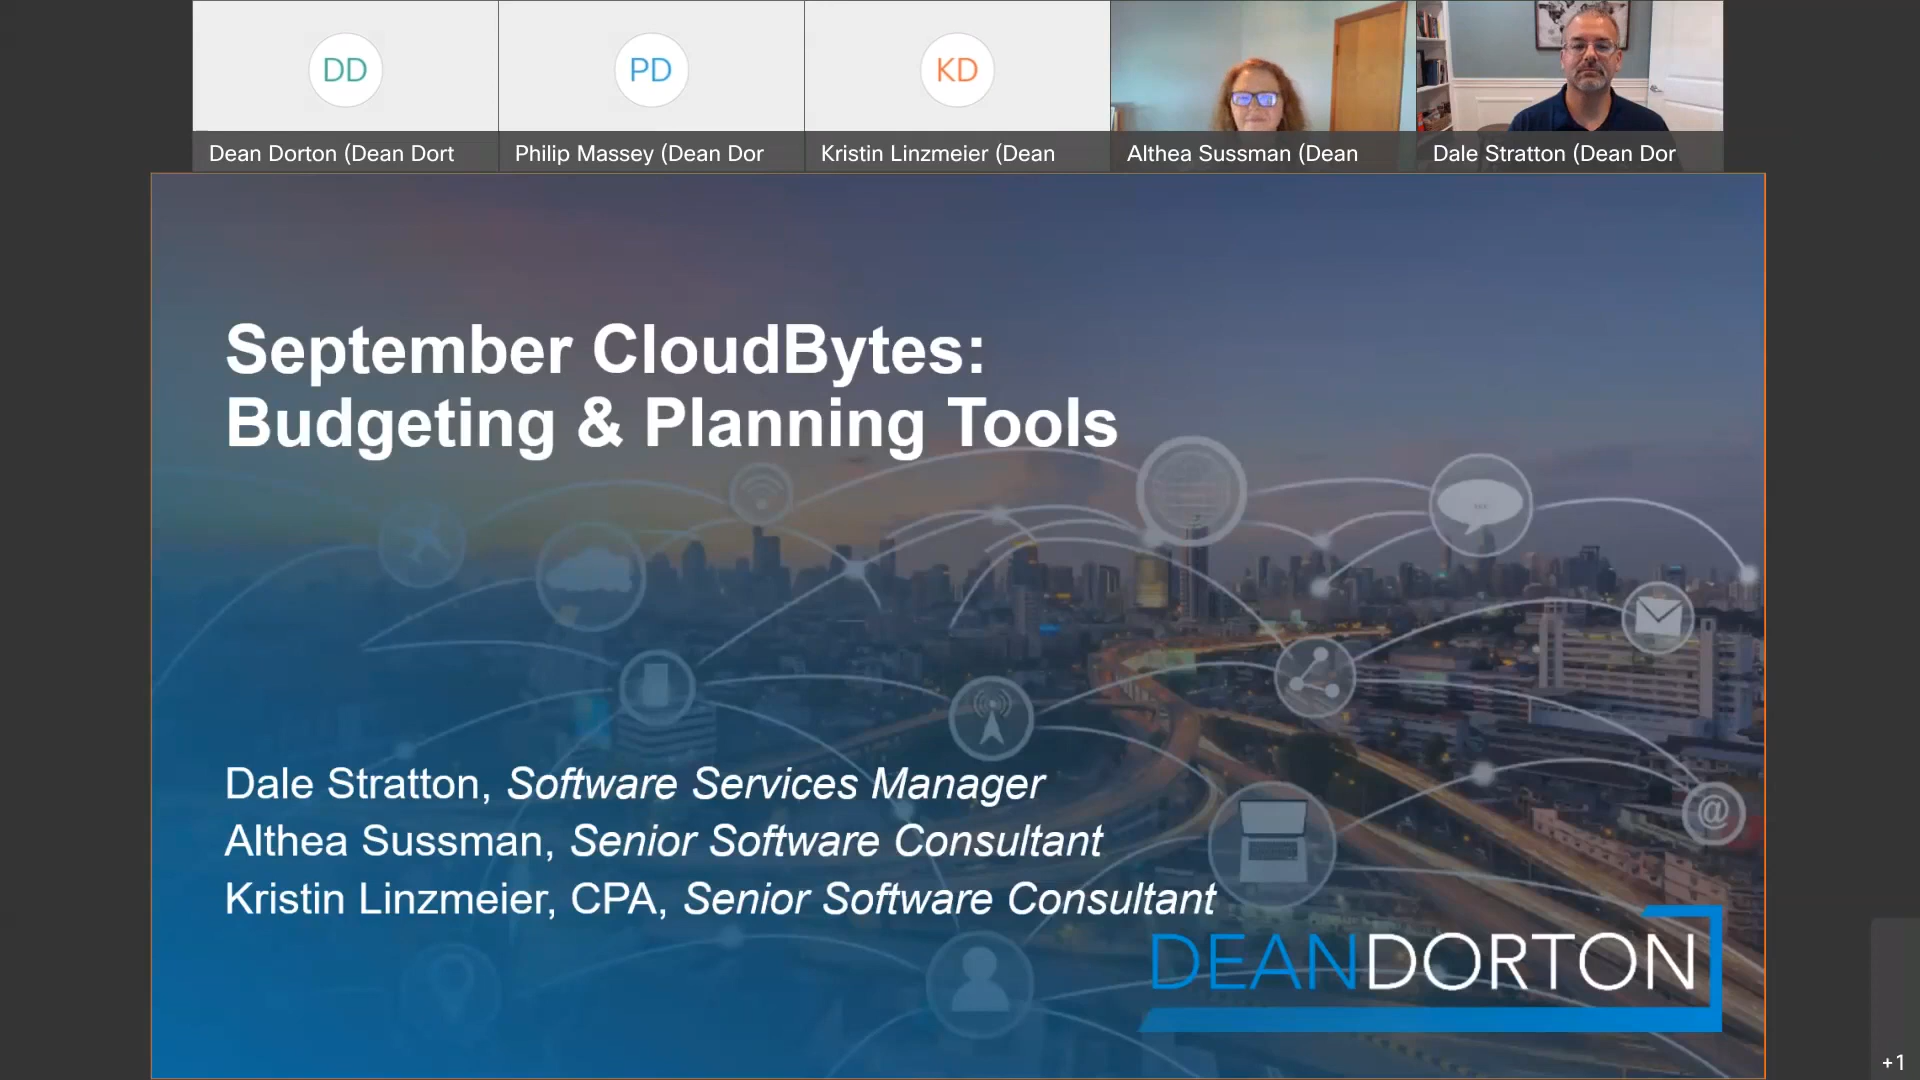 DD
PD
KD
Dean Dorton (Dean Dort
Philip Massey (Dean Dor
Kristin Linzmeier (Dean
Althea Sussman (Dean
Dale Stratton (Dean Dor
September CloudBytes:
Budgeting & Planning Tools
Dale Stratton, Software Services Manager
Althea Sussman, Senior Software Consultant
Kristin Linzmeier, CPA, Senior Software Consultant
@
DEANDORTON
+1